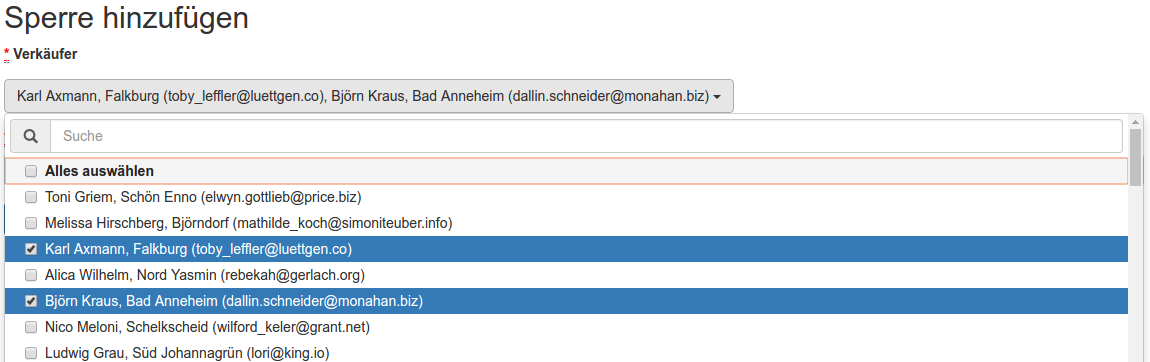 Sperre hinzufügen
* Verkäufer
Karl Axmann, Falkburg (toby_leffler@luettgen.co), Björn Kraus, Bad Anneheim (dallin.schneider@monahan.biz)
Suche
Alles auswählen
Toni Griem, Schön Enno (elwyn.gottlieb@price.biz)
Melissa Hirschberg, Björndorf (mathilde_koch@simoniteuber.info)
Karl Axmann, Falkburg (toby_leffler@luettgen.co)
Alica Wilhelm, Nord Yasmin (rebekah@gerlach.org)
Björn Kraus, Bad Anneheim (dallin.schneider@monahan.biz)
Nico Meloni, Schelkscheid (wilford_keler@grant.net)
Ludwig Grau, Süd Johannagrün (lori@king.io)